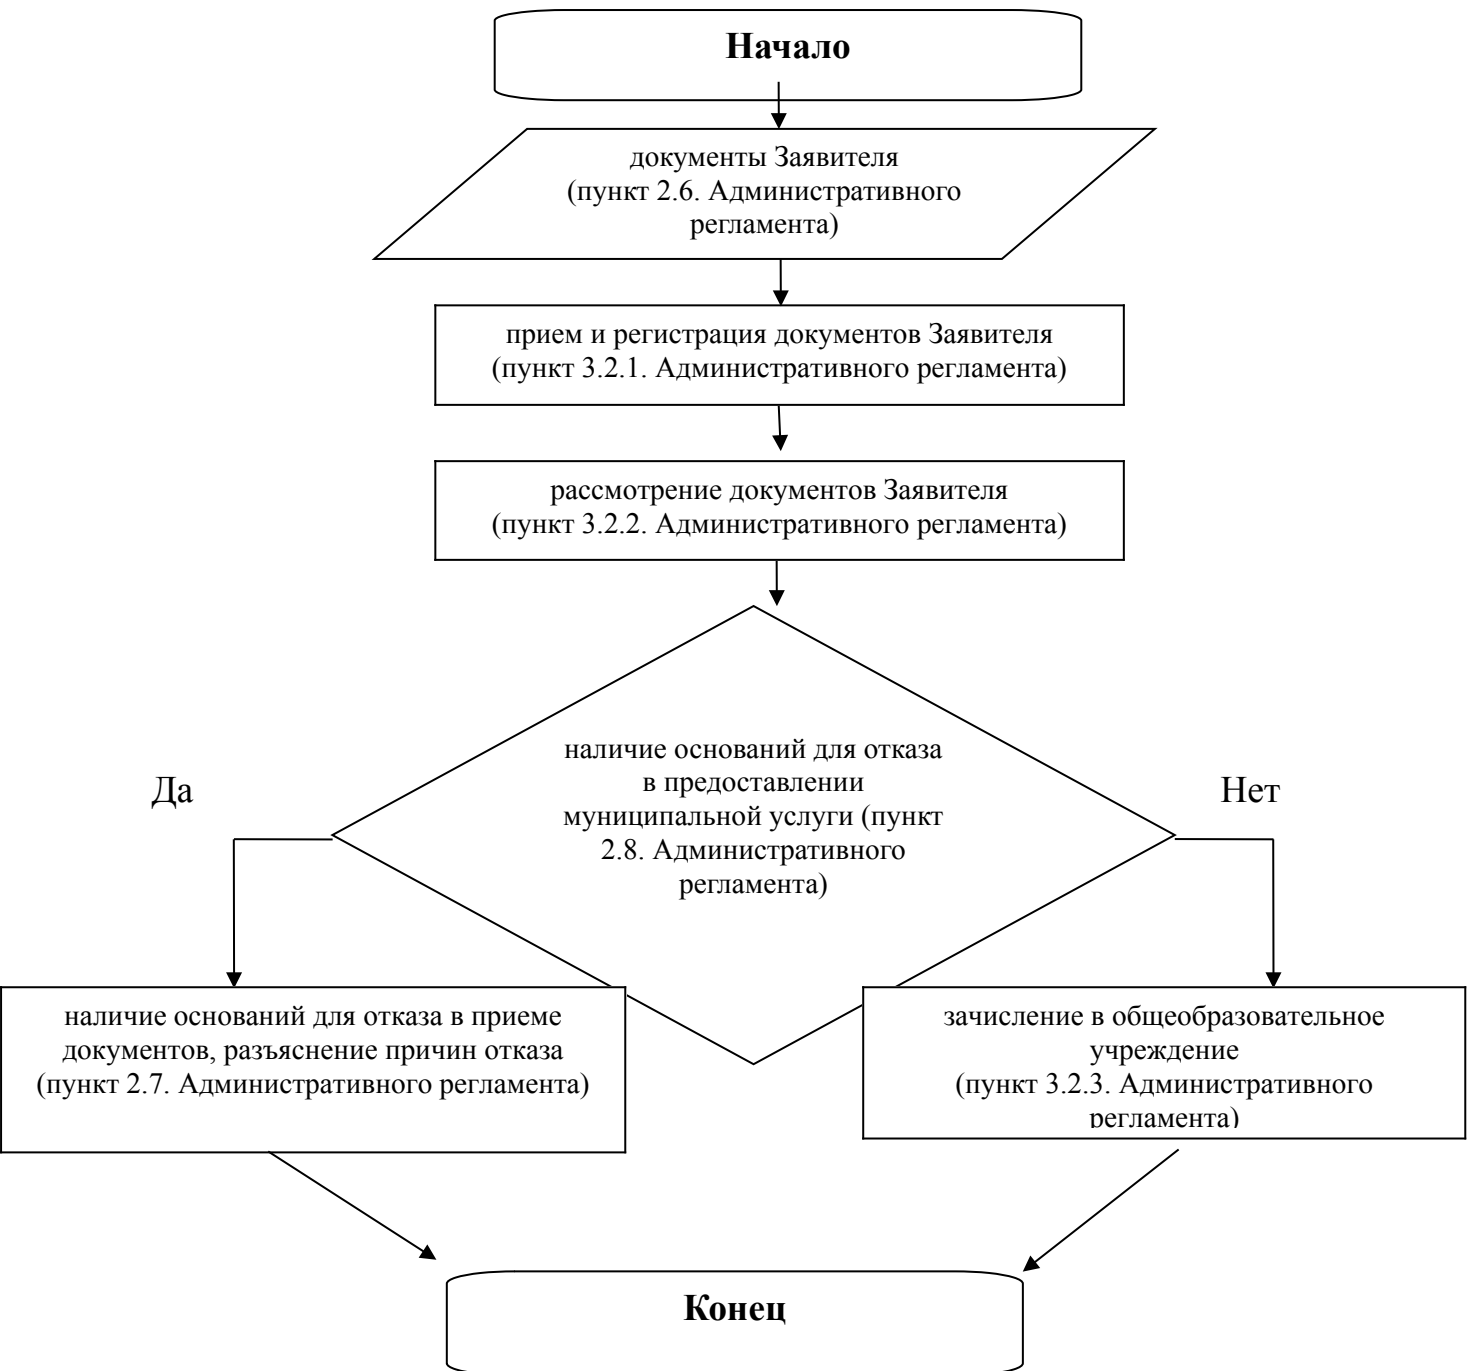 Начало
документы Заявителя
(пункт 2.6. Административного
регламента)
прием и регистрация документов Заявителя
(пункт 3.2.1. Административного регламента)
рассмотрение документов Заявителя
(пункт 3.2.2. Административного регламента)
наличие оснований для отказа
в предоставлении
муниципальной услуги (пункт
2.8. Административного
регламента)
Да
Нет
наличие оснований для отказа в приеме
документов, разъяснение причин отказа
(пункт 2.7. Административного регламента)
зачисление в общеобразовательное
учреждение
(пункт 3.2.3. Административного
регламента)
Конец